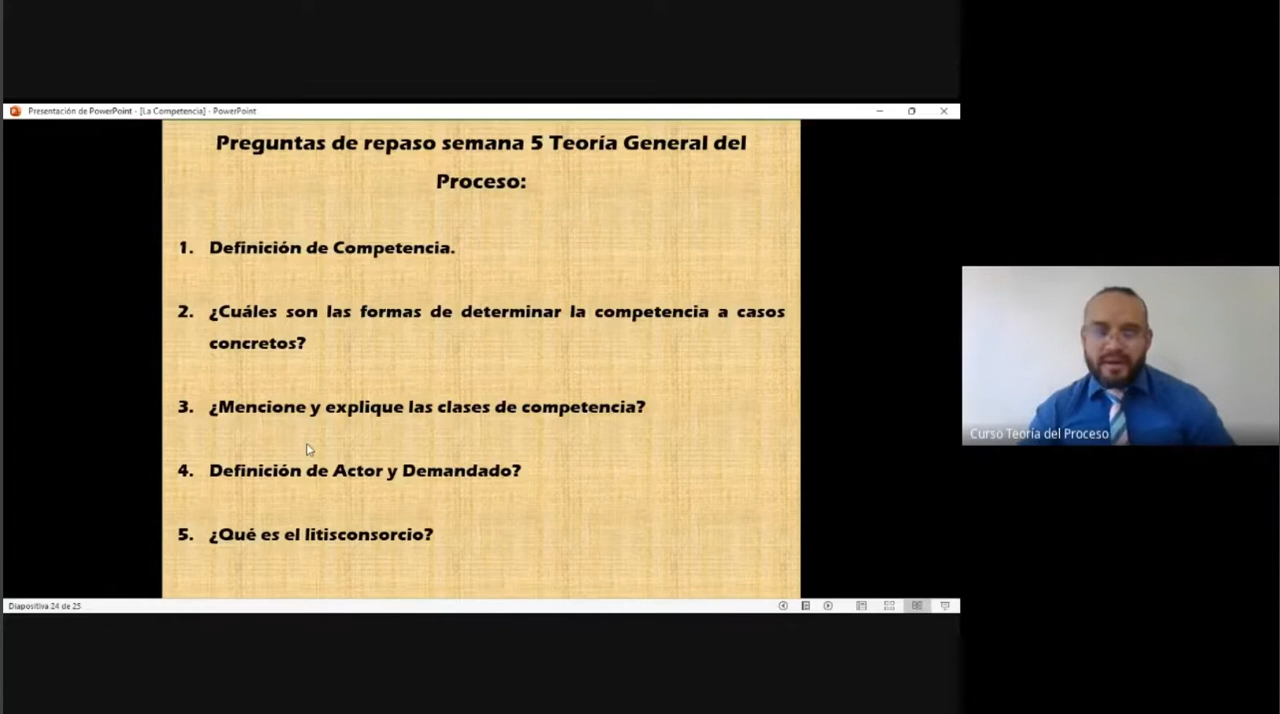 Presentación de PowerPoint - [La Competencia] - PowerPoint
Preguntas de repaso semana 5 Teoría General del
Proceso:
1. Definición de Competencia.
2. ¿Cuáles son las formas de determinar la competencia a casos
concretos?
3. ¿Mencione y explique las clases de competencia?
4. Definición de Actor y Demandado?
5. ¿Qué es el litisconsorcio?
Diapositiva 24 de 25
Curso Teoría del Proceso